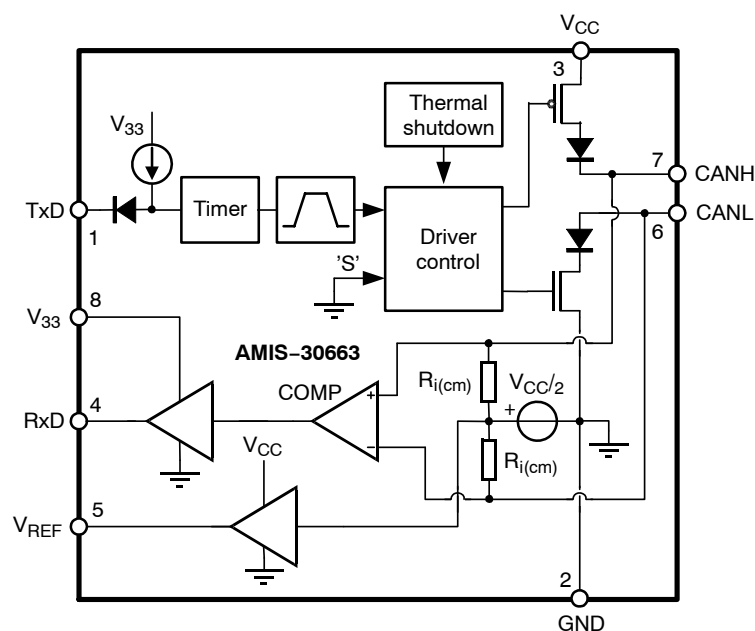 VCC
3
Thermal
shutdown
V33
7
CANH
TxD
1
Timer
Driver
control
CANL
6
'S'
8
V33
AMIS−30663
COMP
+
Ri(cm)
VCC/2
+
4
RxD
−
Ri(cm)
VCC
5
VREF
2
GND